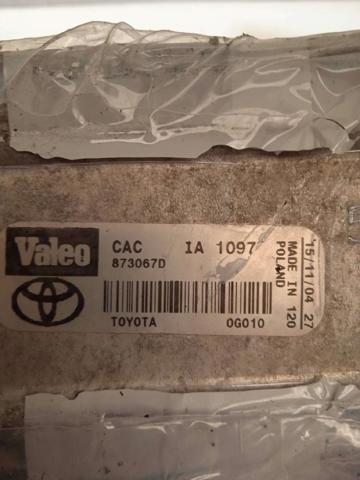 Valeo
CAC IA 1097
873067D
TOYOTA 0G010
MADE IN 120
POLAND
15/11/04 27